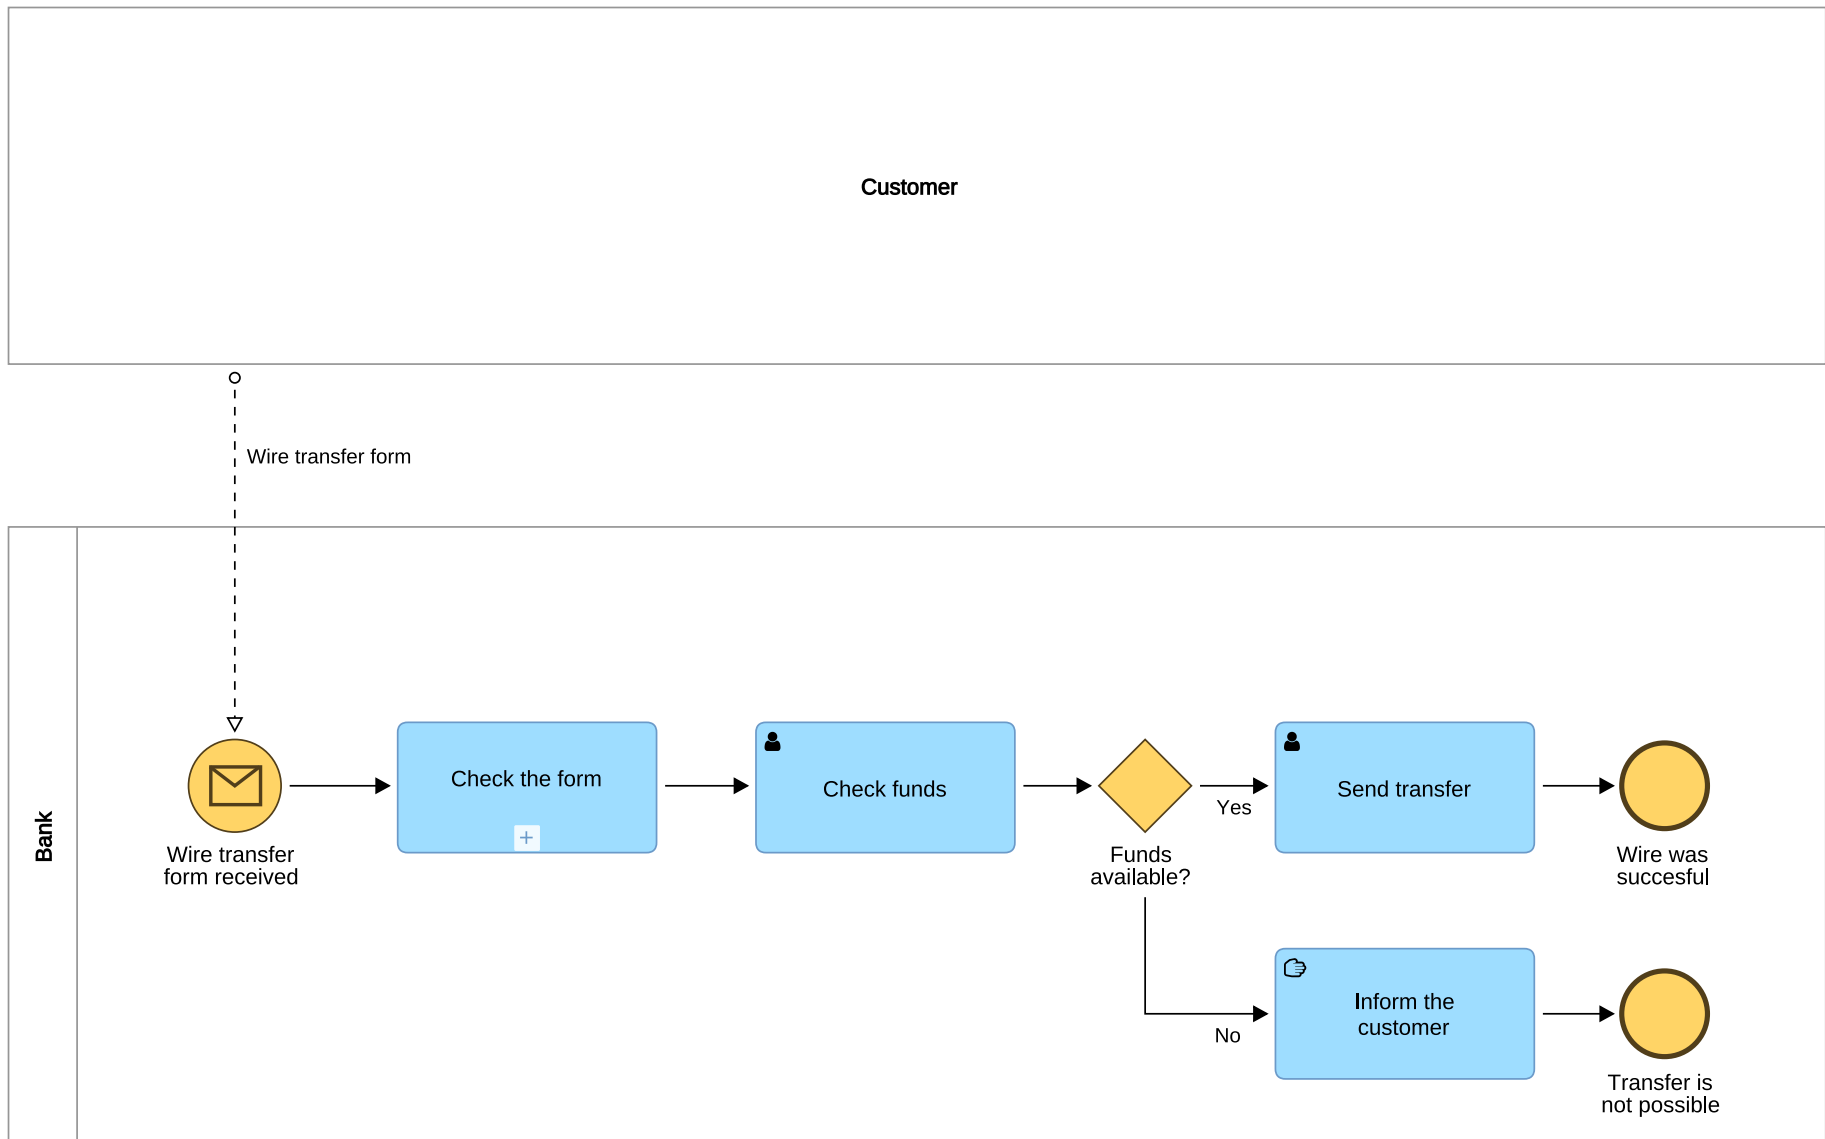 Customer
Wire transfer form
Bank
Wire transfer
form received
Check the form
Check funds
Funds
available?
Yes
Send transfer
Wire was
succesful
No
Inform the
customer
Transfer is
not possible